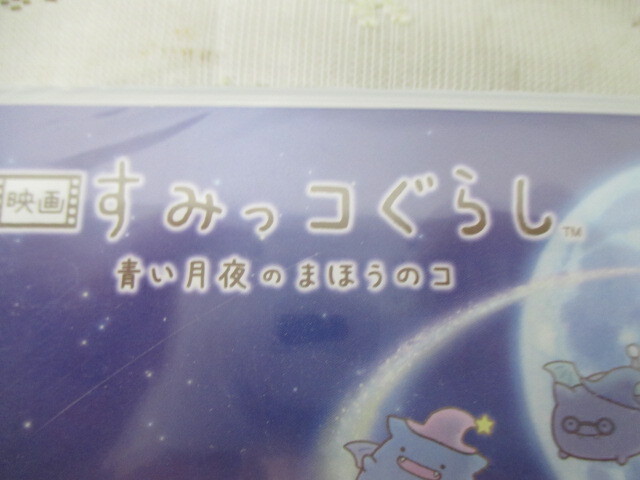 映画 すみっコぐらし™
青い月夜のまほうのコ